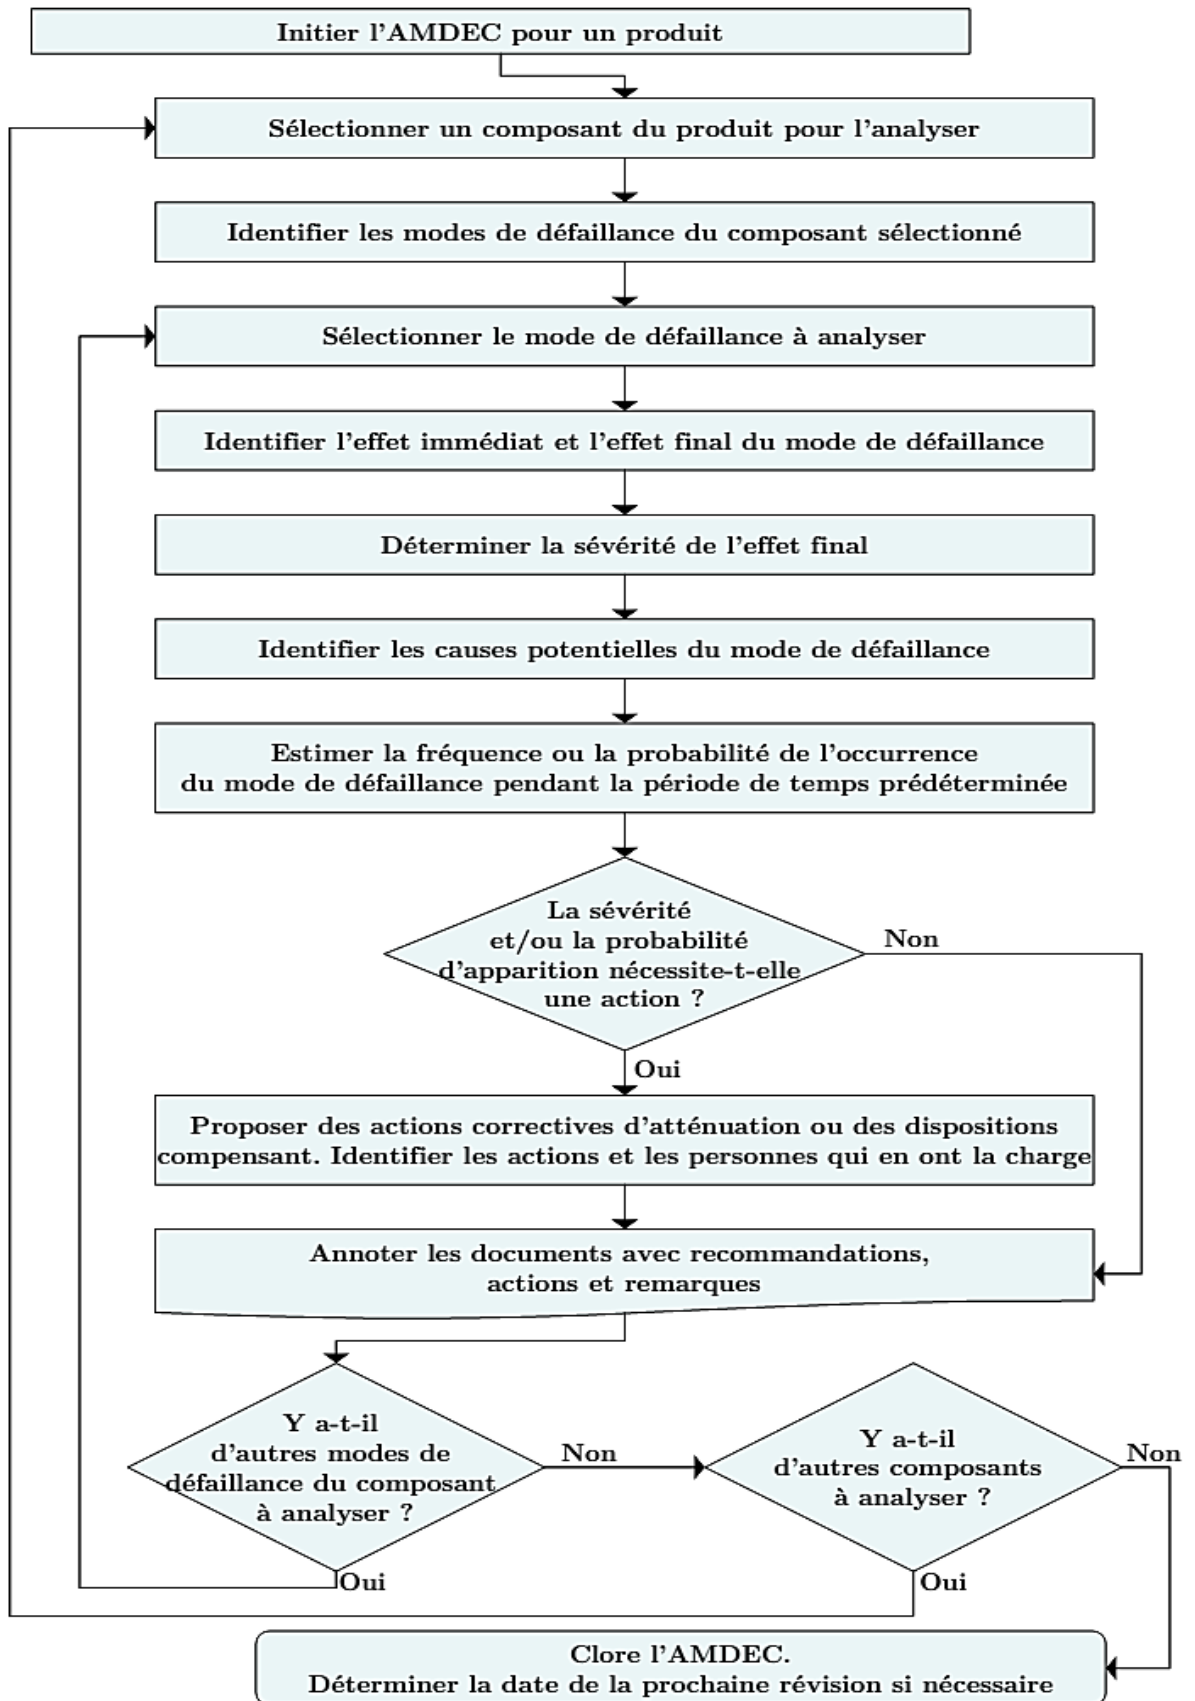 Initier l'AMDEC pour un produit
Sélectionner un composant du produit pour l'analyser
Identifier les modes de défaillance du composant sélectionné
Sélectionner le mode de défaillance à analyser
Identifier l'effet immédiat et l'effet final du mode de défaillance
Déterminer la sévérité de l'effet final
Identifier les causes potentielles du mode de défaillance
Estimer la fréquence ou la probabilité de l'occurrence
du mode de défaillance pendant la période de temps prédéterminée
La sévérité
et/ou la probabilité
d'apparition nécessite-t-elle
une action ?
Non
Oui
Proposer des actions correctives d'atténuation ou des dispositions
compensant. Identifier les actions et les personnes qui en ont la charge
Annoter les documents avec recommandations,
actions et remarques
Y a-t-il
d'autres modes de
défaillance du composant
à analyser ?
Non
Oui
Y a-t-il
d'autres composants
à analyser ?
Non
Oui
Clore l'AMDEC.
Déterminer la date de la prochaine révision si nécessaire